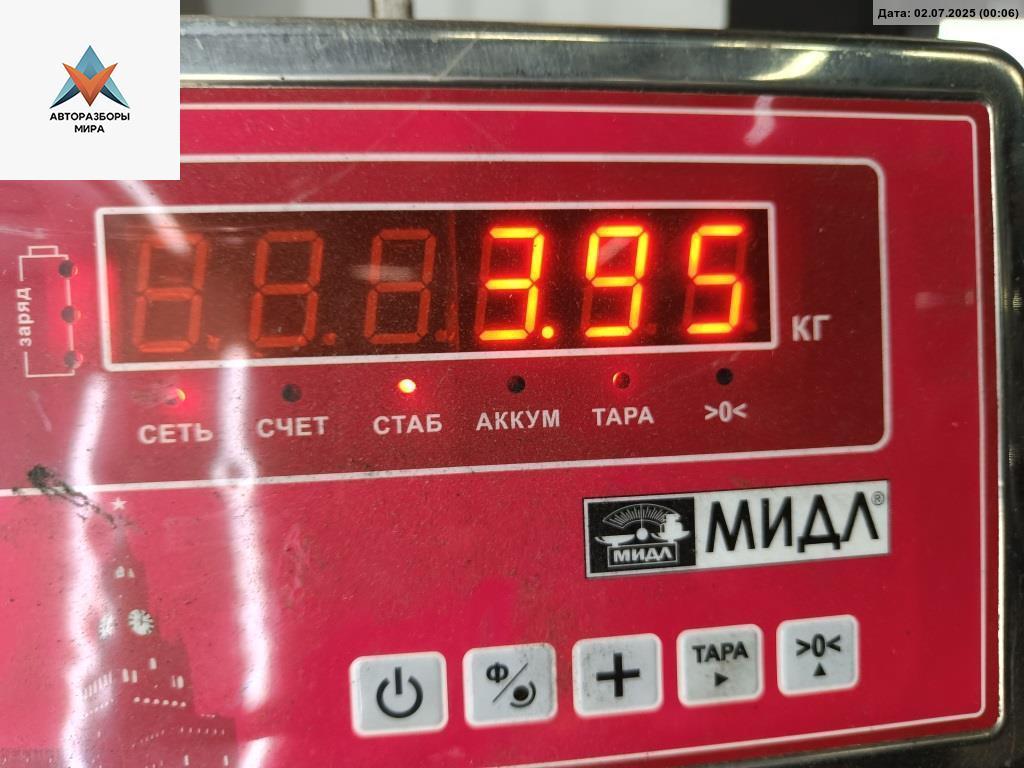 Дата: 02.07.2025 (00:06)
АВТОРАЗБОРЫ
МИРА
заряд
3.95
КГ
СЕТЬ СЧЕТ СТАБ АККУМ ТАРА >0<
МИДЛ МИДЛ®
Ф ТАРА >0<